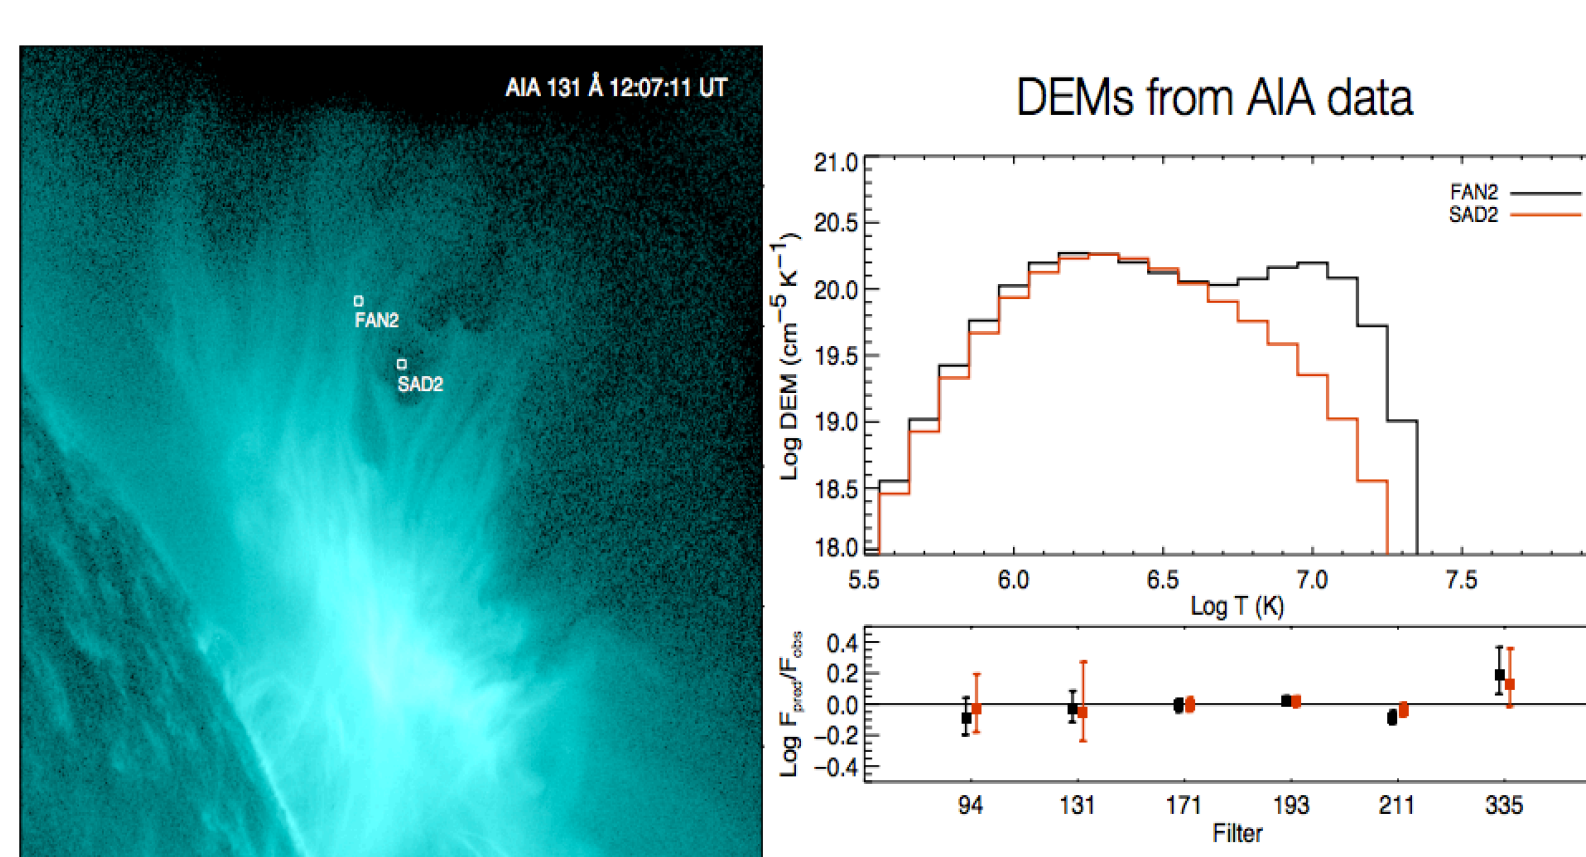 AIA 131 Å 12:07:11 UT
FAN2
SAD2
DEMs from AIA data
FAN2
SAD2
Log DEM (cm−5 K−1)
21.0
20.5
20.0
19.5
19.0
18.5
18.0
5.5 6.0 6.5 7.0 7.5
Log T (K)
Log Fpred/Fobs
0.4
0.2
0.0
−0.2
−0.4
94 131 171 193 211 335
Filter